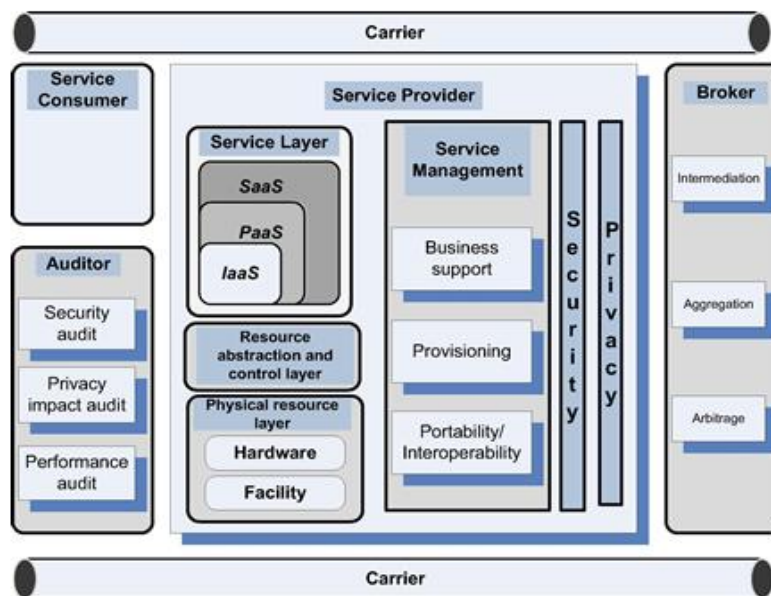 Carrier
Service
Consumer
Auditor
Security
audit
Privacy
impact audit
Performance
audit
Service Provider
Service Layer
SaaS
PaaS
IaaS
Resource
abstraction and
control layer
Physical resource
layer
Hardware
Facility
Service
Management
Business
support
Provisioning
Portability/
Interoperability
Security
Privacy
Broker
Intermediation
Aggregation
Arbitrage
Carrier